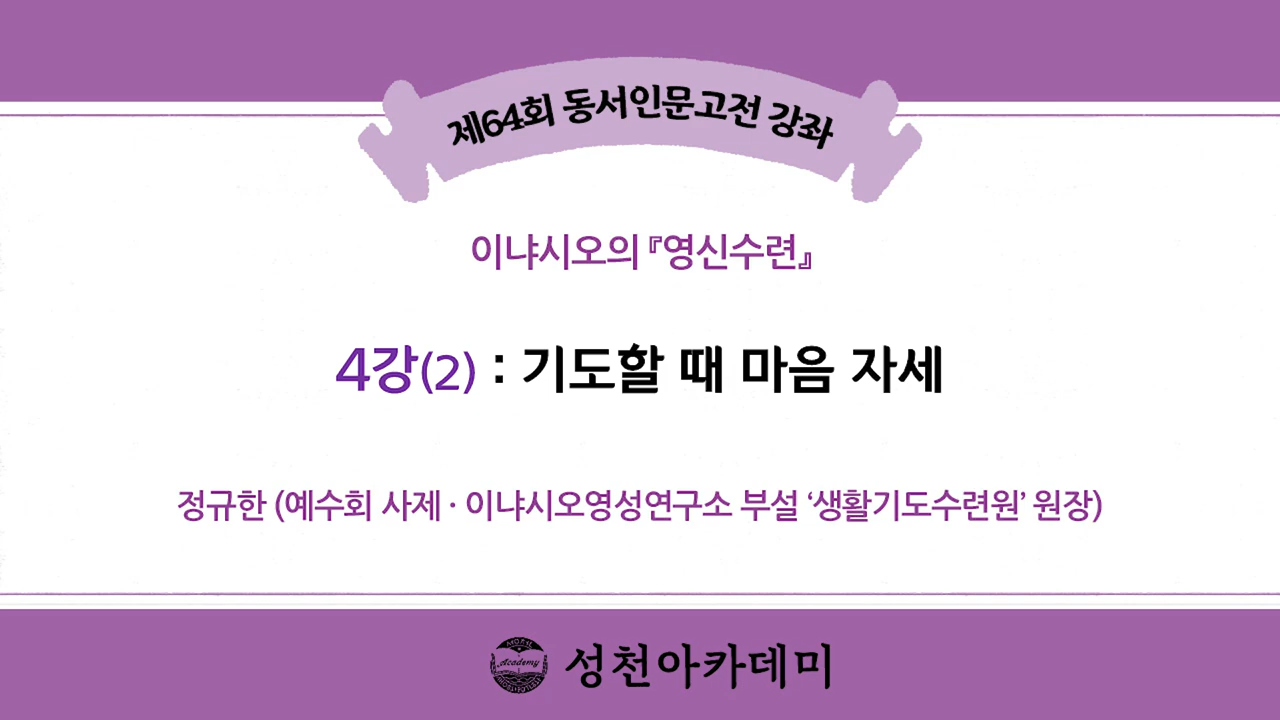 제64회 동서인문고전 강좌
이냐시오의 『영신수련』
4강(2) : 기도할 때 마음 자세
정규한 (예수회 사제 · 이냐시오영성연구소 부설 ‘생활기도수련원’ 원장)
Academy
성천아카데미